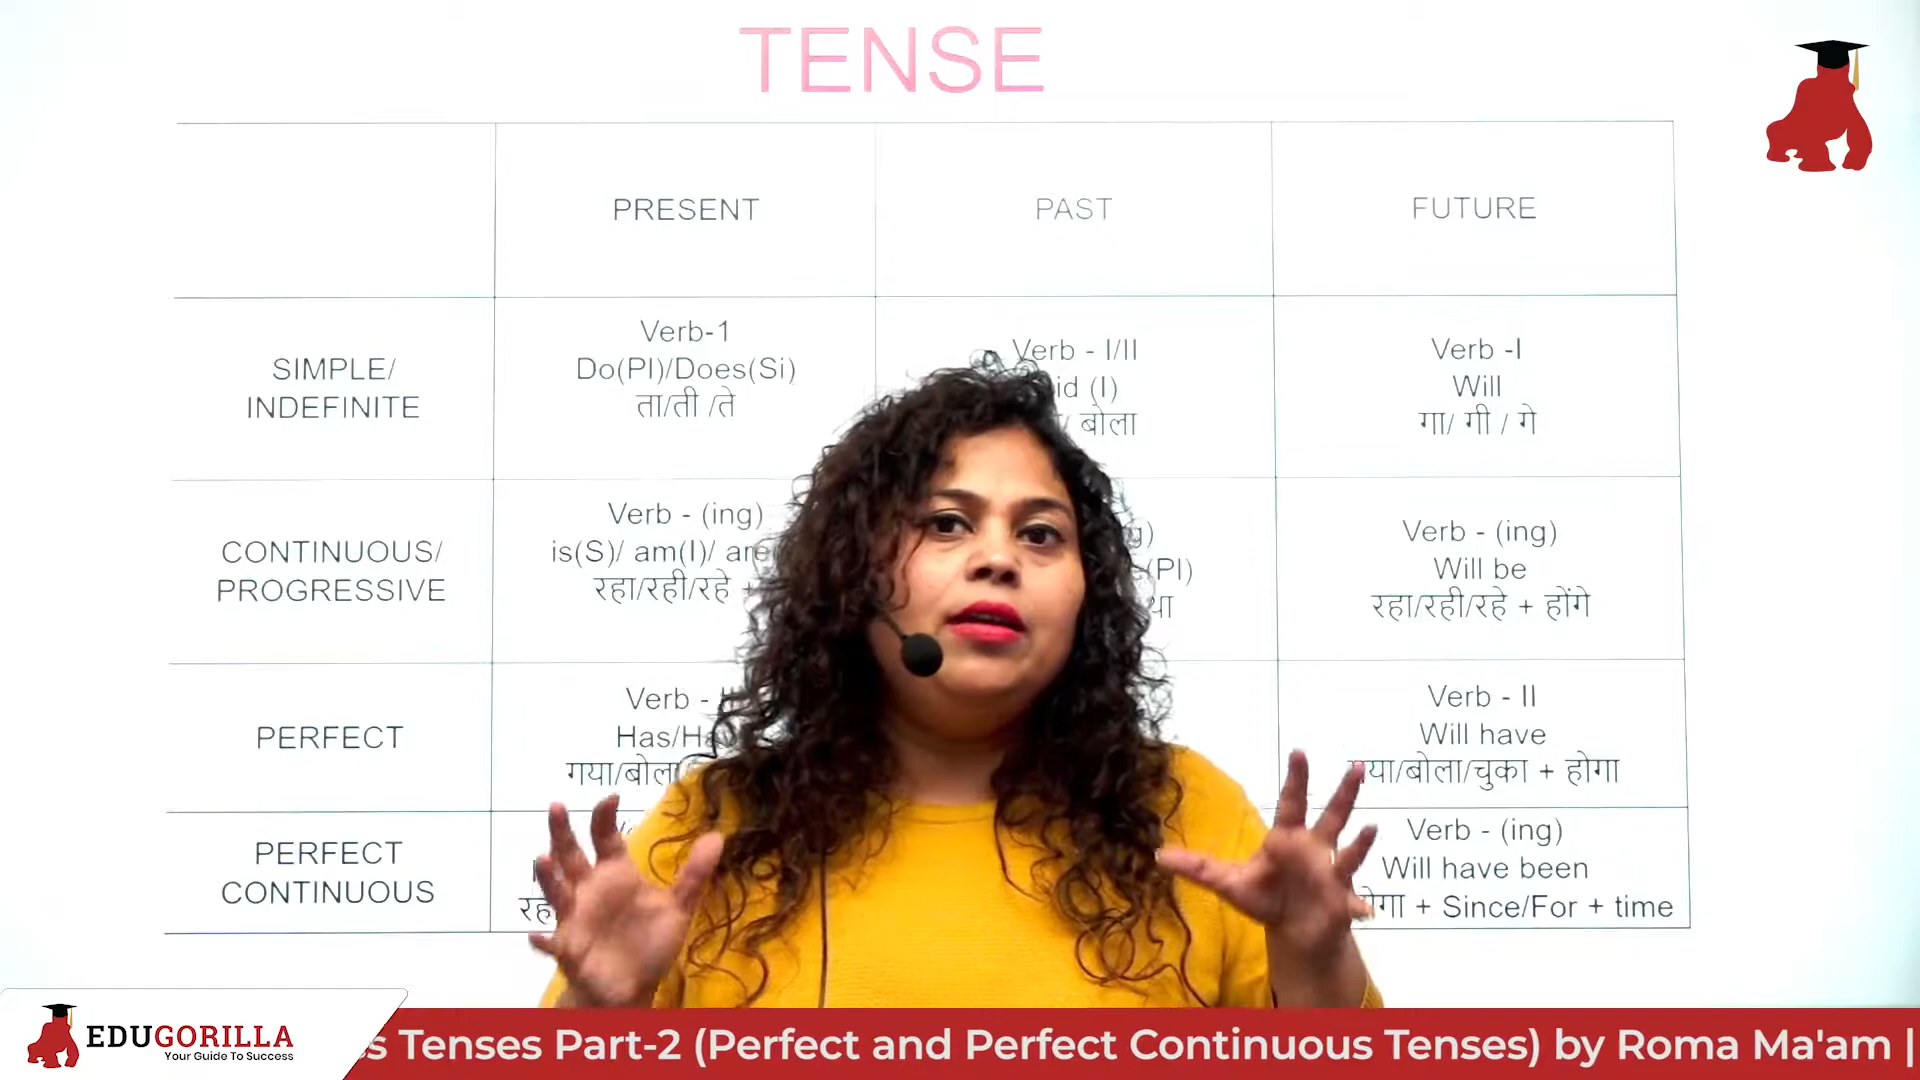 TENSE
PRESENT
PAST
FUTURE
SIMPLE/
INDEFINITE
Verb-1
Do(Pl)/Does(Si)
ता/ती /ते
Verb - I/II
(I)
/ बोला
Verb -I
Will
गा/ गी / गे
CONTINUOUS/
PROGRESSIVE
Verb - (ing)
is(S)/ am(I)/ are
रहा/रही/रहे +
(Pl)
Verb - (ing)
Will be
रहा/रही/रहे + होंगे
PERFECT
Verb -
Has/
गया/बोला
Verb - II
Will have
/बोला/चुका + होगा
PERFECT
CONTINUOUS
Verb - (ing)
Will have been
+ Since/For + time
EDUGORILLA
Your Guide To Success
Tenses Part-2 (Perfect and Perfect Continuous Tenses) by Roma Ma'am |